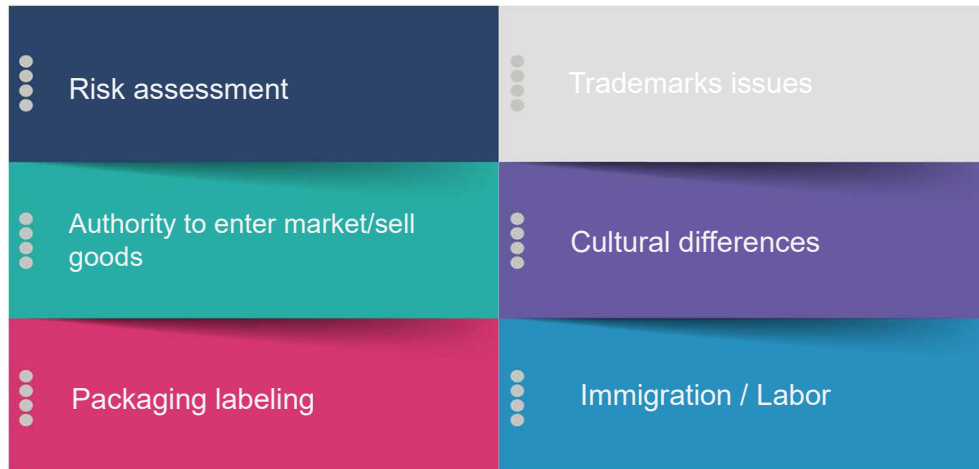 Risk assessment
Trademarks issues
Authority to enter market/sell
goods
Cultural differences
Packaging labeling
Immigration / Labor